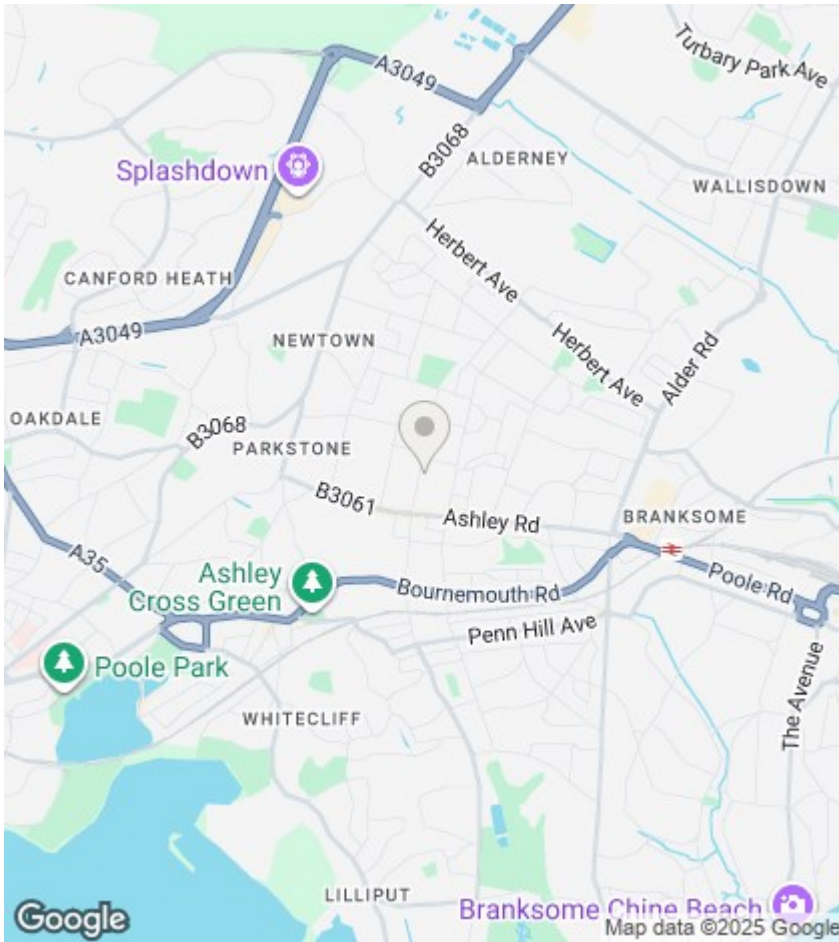 Turbary Park Ave
A3049
B3068
ALDERNEY
Splashdown
WALLISDOWN
Herbert Ave
CANFORD HEATH
A3049
NEWTOWN
Herbert Ave
Alder Rd
OAKDALE
B3068
PARKSTONE
B3061
Ashley Rd
BRANKSOME
A35
Ashley
Cross Green
Bournemouth Rd
Poole Rd
Penn Hill Ave
Poole Park
The Avenue
WHITECLIFF
LILLIPUT
Branksome Chine Beach
Google
Map data ©2025 Google